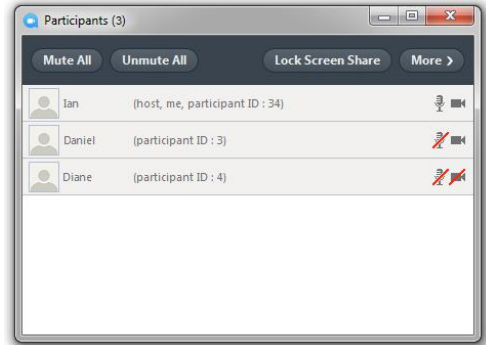 Participants (3)
Mute All Unmute All Lock Screen Share More >
Ian (host, me, participant ID : 34)
Daniel (participant ID : 3)
Diane (participant ID : 4)